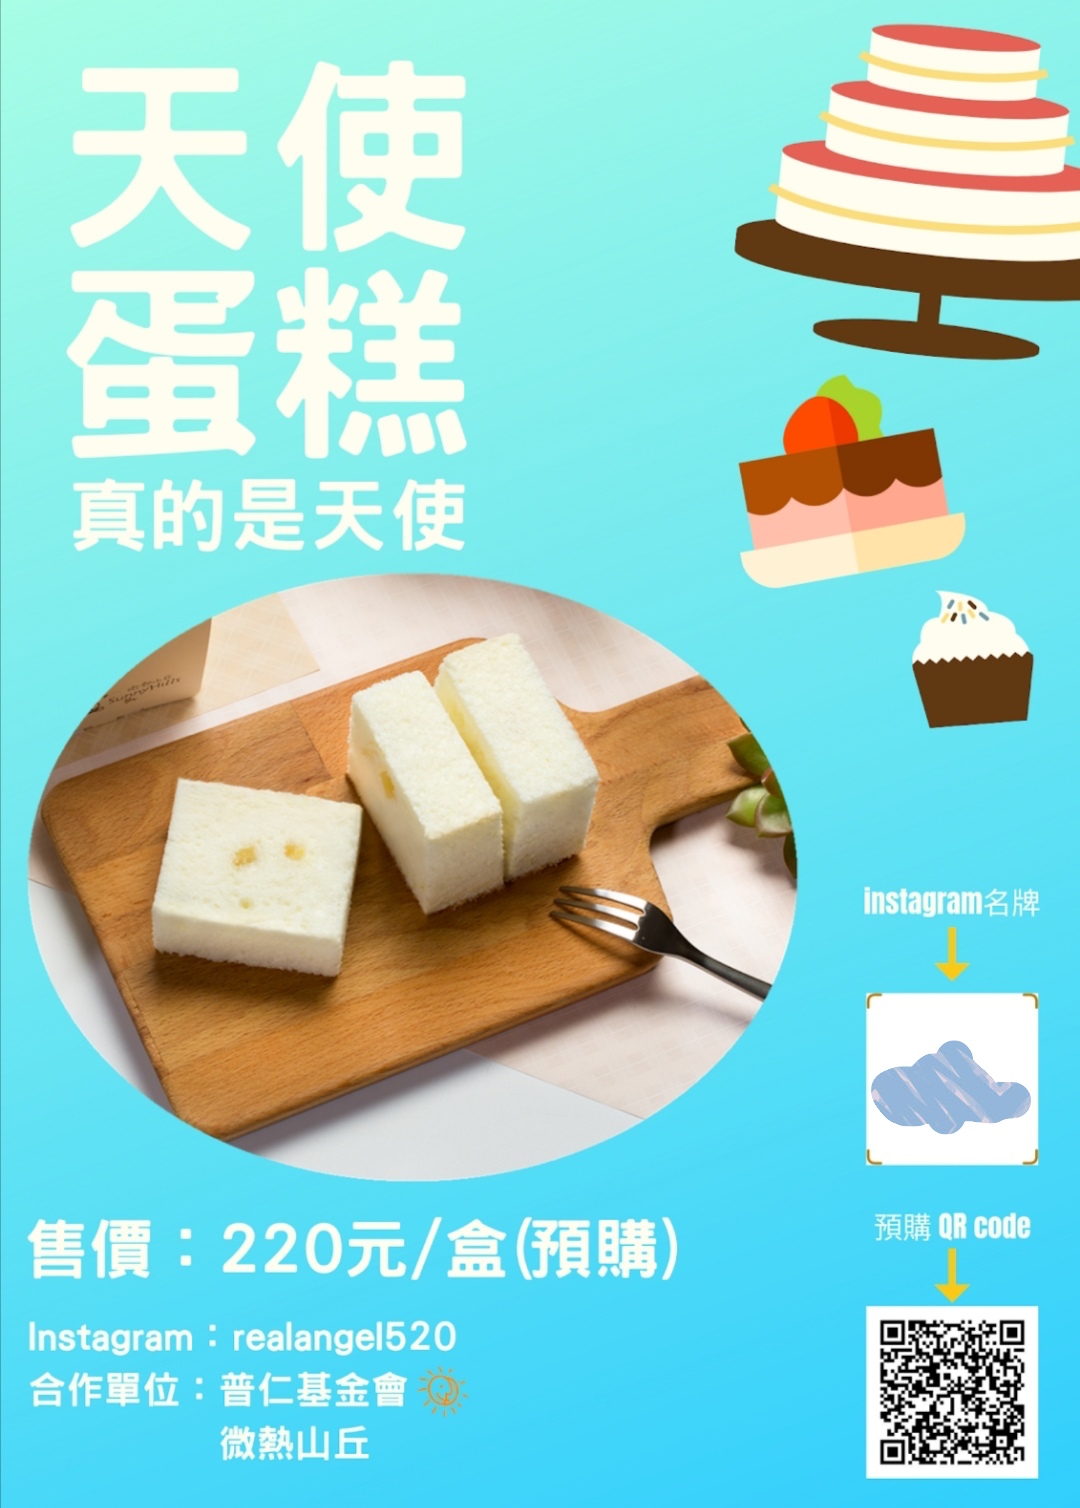 天使
蛋糕
真的是天使
SunnyHills
instagram名牌
預購 QR code
售價：220元/盒(預購)
Instagram：realangel520
合作單位：普仁基金會
微熱山丘